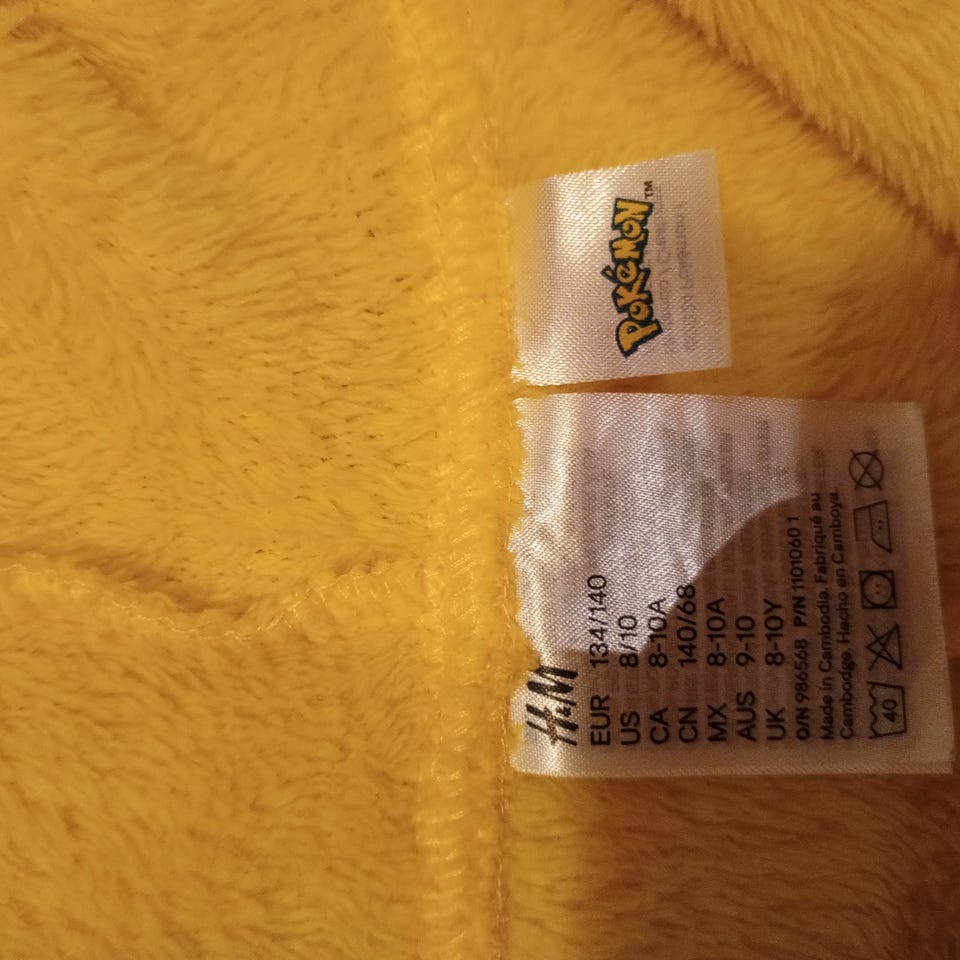 POKéMON™
H&M
EUR 134/140
US 8/10
CA 8-10A
CN 140/68
MX 8-10A
AUS 9-10
UK 8-10Y
O/N 986568 P/N 11010601
Made in Cambodia. Fabriqué au
Cambodge. Hecho en Camboya.
40